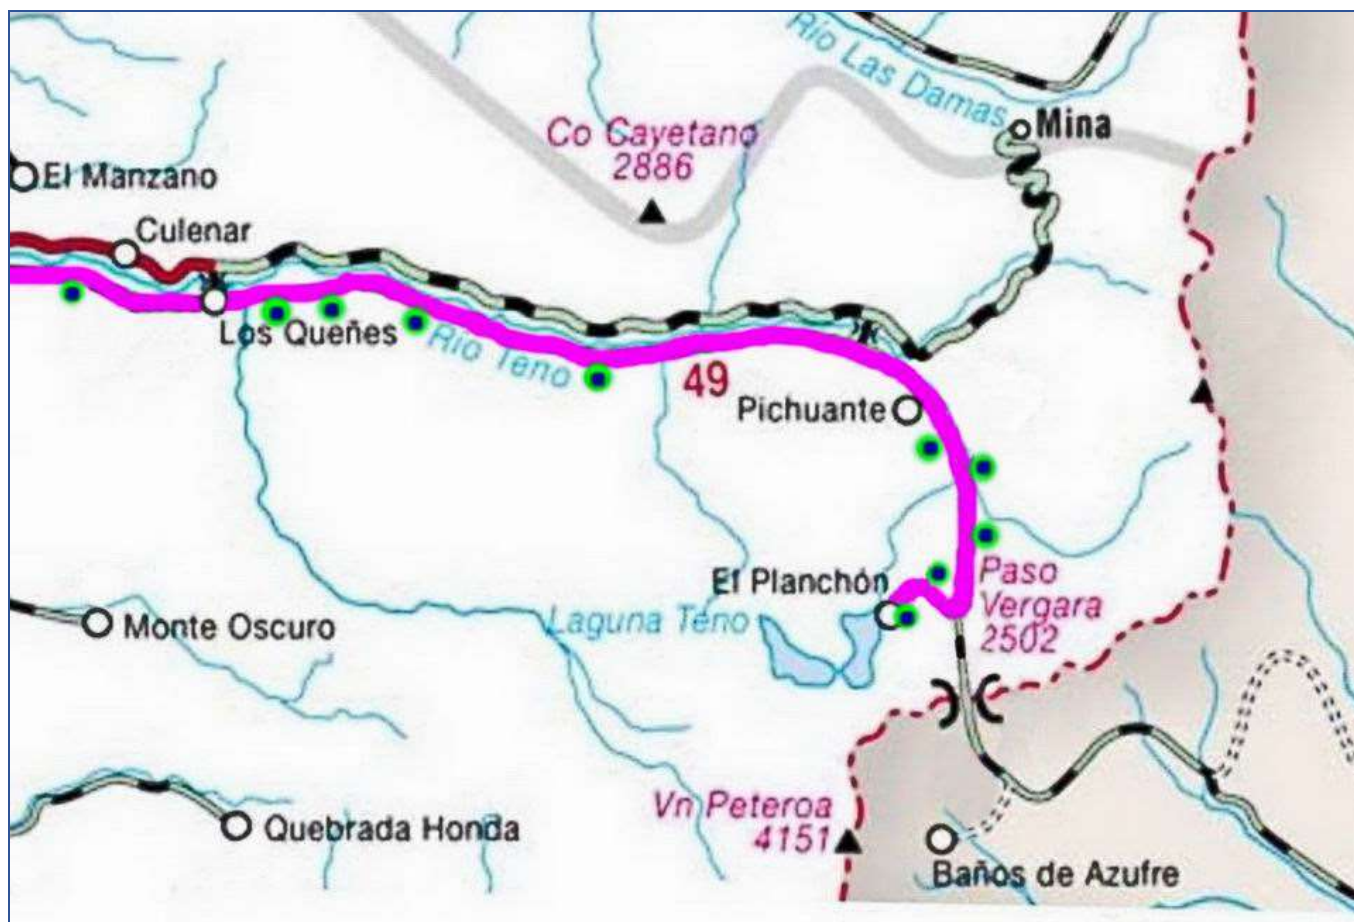 Río Las Damas
Mina
Co Cayetano
2886
El Manzano
Culenar
Los Queñes
Río Teno
49
Pichuante
El Planchón
Paso
Vergara
2502
Laguna Teno
Monte Oscuro
Vn Peteroa
4151
Quebrada Honda
Baños de Azufre